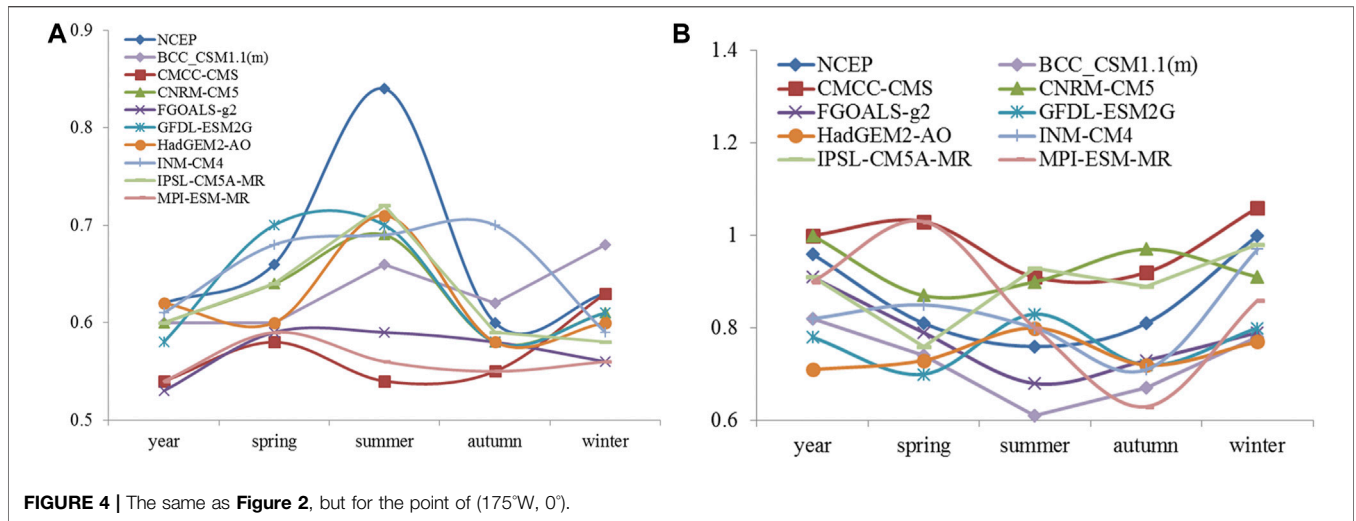 A
0.9
0.8
0.7
0.6
0.5
NCEP
BCC_CSM1.1(m)
CMCC-CMS
CNRM-CM5
FGOALS-g2
GFDL-ESM2G
HadGEM2-AO
INM-CM4
IPSL-CM5A-MR
MPI-ESM-MR
year spring summer autumn winter
B
1.4
1.2
1
0.8
0.6
NCEP BCC_CSM1.1(m)
CMCC-CMS CNRM-CM5
FGOALS-g2 GFDL-ESM2G
HadGEM2-AO INM-CM4
IPSL-CM5A-MR MPI-ESM-MR
year spring summer autumn winter
FIGURE 4 | The same as Figure 2, but for the point of (175°W, 0°).